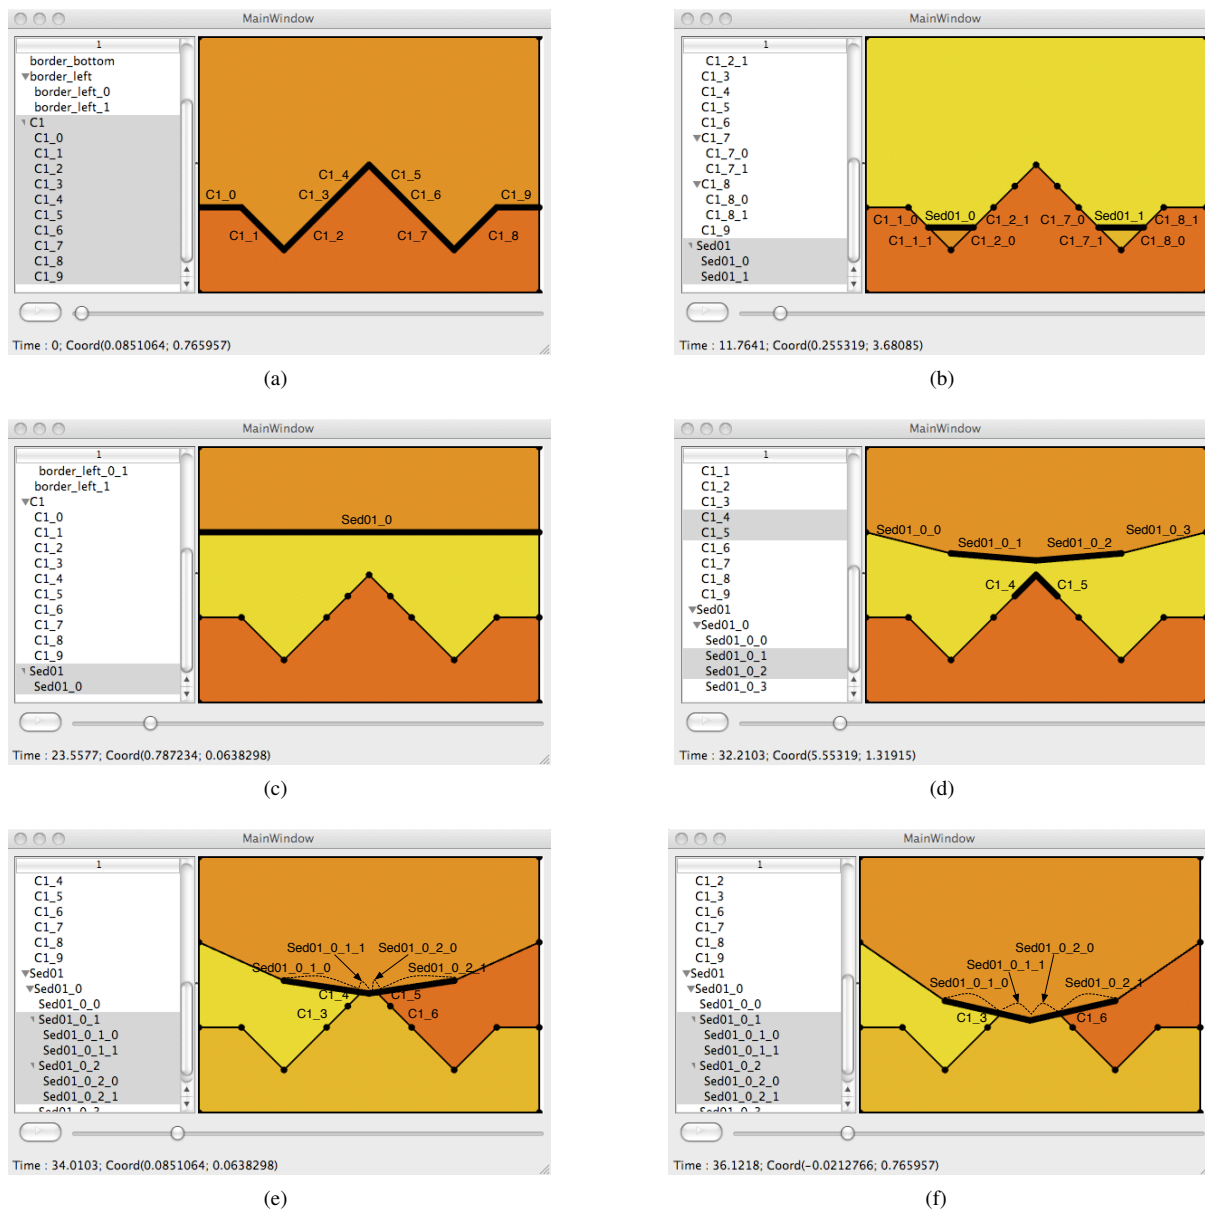 MainWindow
1
border_bottom
border_left
border_left_0
border_left_1
C1
C1_0
C1_1
C1_2
C1_3
C1_4
C1_5
C1_6
C1_7
C1_8
C1_9
C1_0
C1_1
C1_2
C1_3
C1_4
C1_5
C1_6
C1_7
C1_8
C1_9
Time : 0; Coord(0.0851064; 0.765957)
(a)
MainWindow
1
C1_2_1
C1_3
C1_4
C1_5
C1_6
C1_7
C1_7_0
C1_7_1
C1_8
C1_8_0
C1_8_1
C1_9
Sed01
Sed01_0
Sed01_1
C1_1_0
Sed01_0
C1_2_1
C1_7_0
Sed01_1
C1_8_1
C1_1_1
C1_2_0
C1_7_1
C1_8_0
Time : 11.7641; Coord(0.255319; 3.68085)
(b)
MainWindow
1
border_left_0_1
border_left_1
C1
C1_0
C1_1
C1_2
C1_3
C1_4
C1_5
C1_6
C1_7
C1_8
C1_9
Sed01
Sed01_0
Sed01_0
Time : 23.5577; Coord(0.787234; 0.0638298)
(c)
MainWindow
1
C1_1
C1_2
C1_3
C1_4
C1_5
C1_6
C1_7
C1_8
C1_9
Sed01
Sed01_0
Sed01_0_0
Sed01_0_1
Sed01_0_2
Sed01_0_3
Sed01_0_0
Sed01_0_1
Sed01_0_2
Sed01_0_3
C1_4
C1_5
Time : 32.2103; Coord(5.55319; 1.31915)
(d)
MainWindow
1
C1_4
C1_5
C1_6
C1_7
C1_8
C1_9
Sed01
Sed01_0
Sed01_0_0
Sed01_0_1
Sed01_0_1_0
Sed01_0_1_1
Sed01_0_2
Sed01_0_2_0
Sed01_0_2_1
Sed01_0_3
Sed01_0_1_1
Sed01_0_2_0
Sed01_0_1_0
Sed01_0_2_1
C1_4
C1_5
C1_3
C1_6
Time : 34.0103; Coord(0.0851064; 0.0638298)
(e)
MainWindow
1
C1_2
C1_3
C1_6
C1_7
C1_8
C1_9
Sed01
Sed01_0
Sed01_0_0
Sed01_0_1
Sed01_0_1_0
Sed01_0_1_1
Sed01_0_2
Sed01_0_2_0
Sed01_0_2_1
Sed01_0_3
Sed01_0_2_0
Sed01_0_1_1
Sed01_0_1_0
Sed01_0_2_1
C1_3
C1_6
Time : 36.1218; Coord(-0.0212766; 0.765957)
(f)